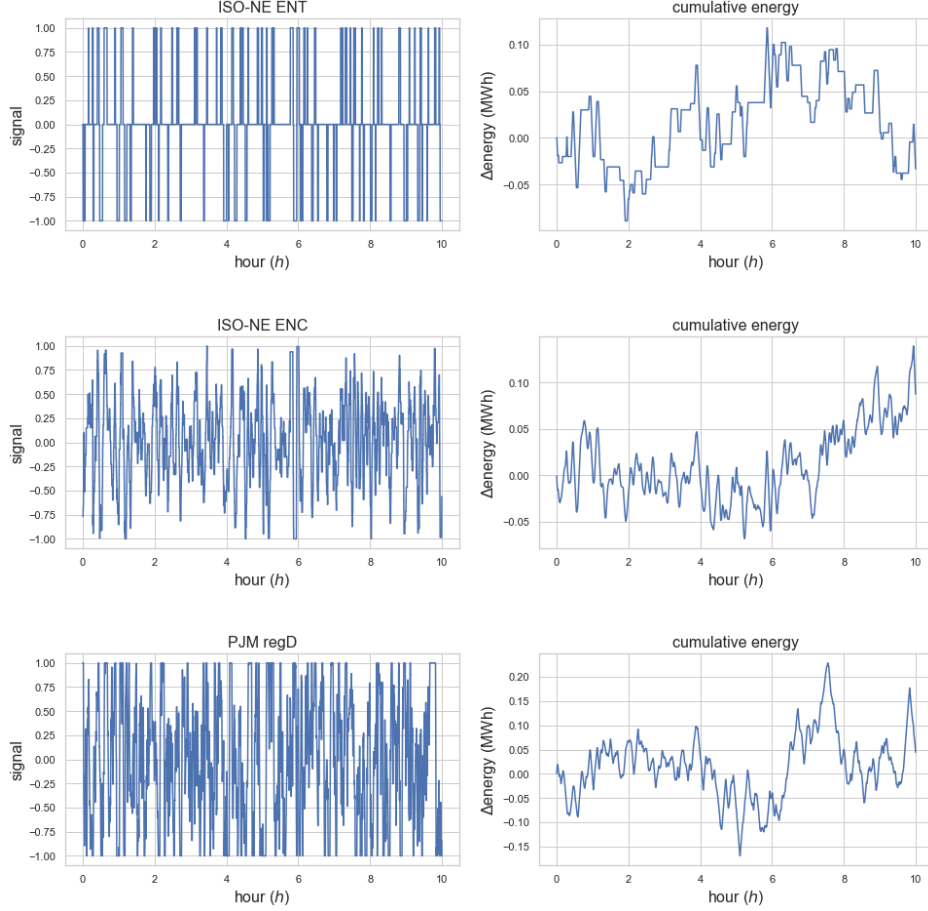 ISO-NE ENT
signal
1.00
0.75
0.50
0.25
0.00
−0.25
−0.50
−0.75
−1.00
0 2 4 6 8 10
hour (h)
cumulative energy
Δenergy (MWh)
0.10
0.05
0.00
−0.05
0 2 4 6 8 10
hour (h)
ISO-NE ENC
signal
1.00
0.75
0.50
0.25
0.00
−0.25
−0.50
−0.75
−1.00
0 2 4 6 8 10
hour (h)
cumulative energy
Δenergy (MWh)
0.10
0.05
0.00
−0.05
0 2 4 6 8 10
hour (h)
PJM regD
signal
1.00
0.75
0.50
0.25
0.00
−0.25
−0.50
−0.75
−1.00
0 2 4 6 8 10
hour (h)
cumulative energy
Δenergy (MWh)
0.20
0.15
0.10
0.05
0.00
−0.05
−0.10
−0.15
0 2 4 6 8 10
hour (h)